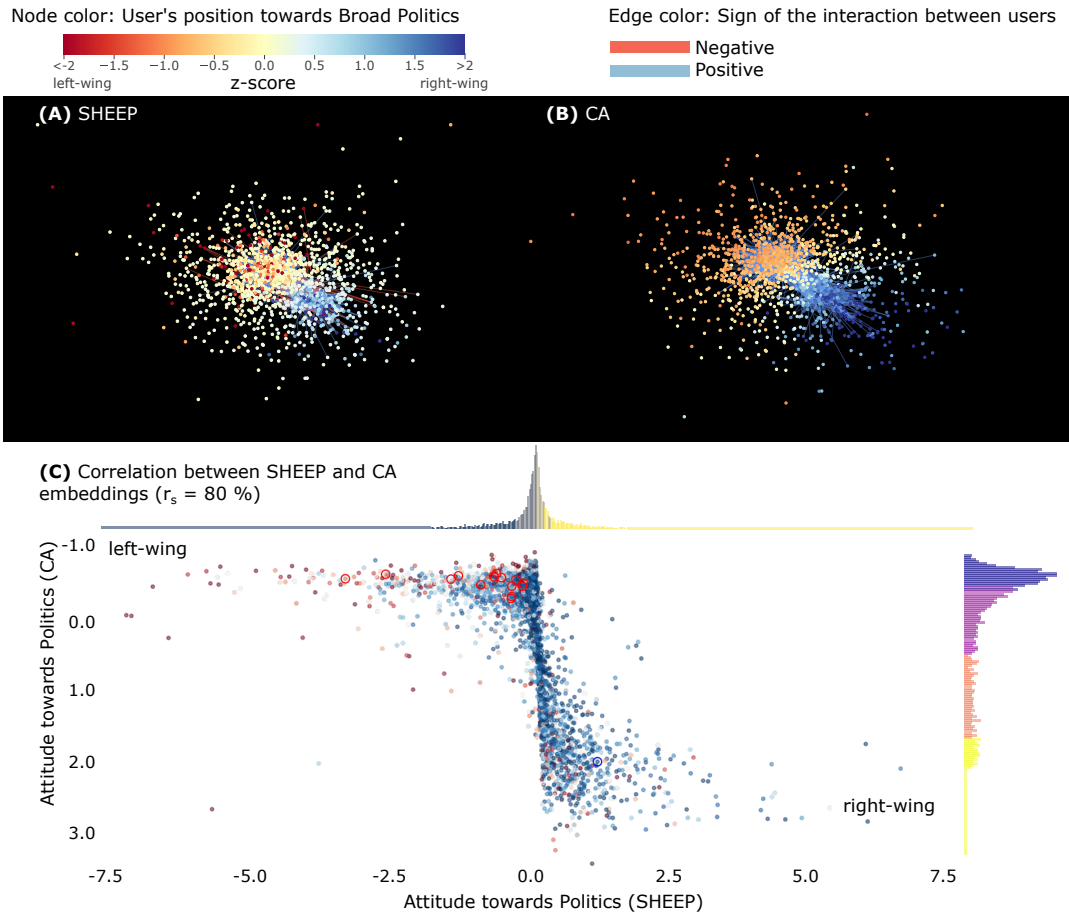 Node color: User's position towards Broad Politics
Edge color: Sign of the interaction between users
<-2 −1.5 −1.0 −0.5 0.0 0.5 1.0 1.5 >2
left-wing z-score right-wing
Negative
Positive
(A) SHEEP
(B) CA
(C) Correlation between SHEEP and CA
embeddings (r_s = 80 %)
left-wing
right-wing
Attitude towards Politics (CA)
-1.0
0.0
1.0
2.0
3.0
-7.5 -5.0 -2.5 0.0 2.5 5.0 7.5
Attitude towards Politics (SHEEP)